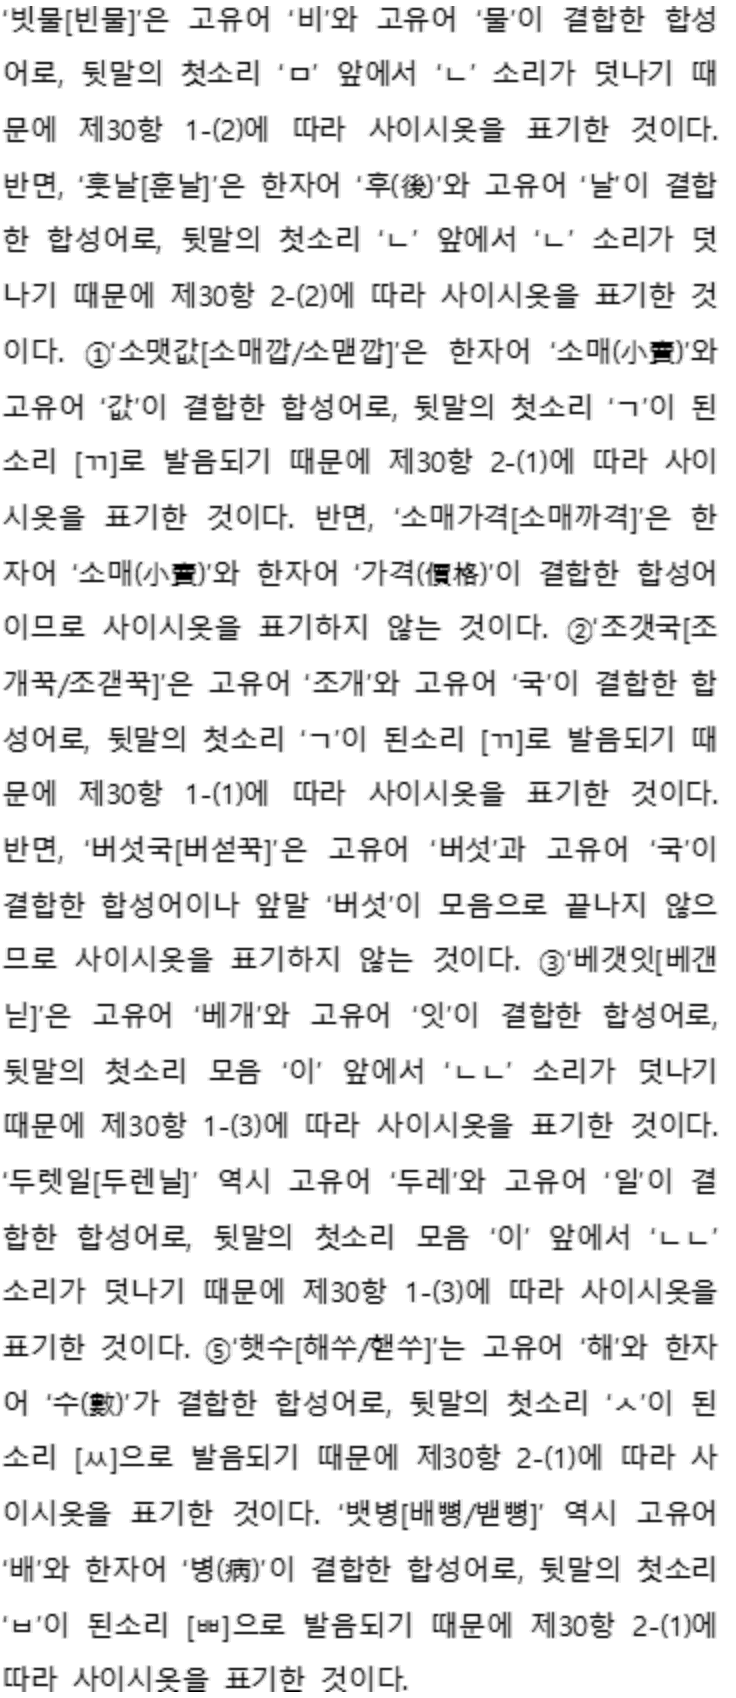 ‘빗물[빈물]’은 고유어 ‘비’와 고유어 ‘물’이 결합한 합성
어로, 뒷말의 첫소리 ‘ㅁ’ 앞에서 ‘ㄴ’ 소리가 덧나기 때
문에 제30항 1-(2)에 따라 사이시옷을 표기한 것이다.
반면, ‘훗날[훈날]’은 한자어 ‘후(後)’와 고유어 ‘날’이 결합
한 합성어로, 뒷말의 첫소리 ‘ㄴ’ 앞에서 ‘ㄴ’ 소리가 덧
나기 때문에 제30항 2-(2)에 따라 사이시옷을 표기한 것
이다. ①‘소맷값[소매깝/소맫깝]’은 한자어 ‘소매(小賣)’와
고유어 ‘값’이 결합한 합성어로, 뒷말의 첫소리 ‘ㄱ’이 된
소리 [ㄲ]로 발음되기 때문에 제30항 2-(1)에 따라 사이
시옷을 표기한 것이다. 반면, ‘소매가격[소매까격]’은 한
자어 ‘소매(小賣)’와 한자어 ‘가격(價格)’이 결합한 합성어
이므로 사이시옷을 표기하지 않는 것이다. ②‘조갯국[조
개꾹/조갣꾹]’은 고유어 ‘조개’와 고유어 ‘국’이 결합한 합
성어로, 뒷말의 첫소리 ‘ㄱ’이 된소리 [ㄲ]로 발음되기 때
문에 제30항 1-(1)에 따라 사이시옷을 표기한 것이다.
반면, ‘버섯국[버섣꾹]’은 고유어 ‘버섯’과 고유어 ‘국’이
결합한 합성어이나 앞말 ‘버섯’이 모음으로 끝나지 않으
므로 사이시옷을 표기하지 않는 것이다. ③‘베갯잇[베갠
닏]’은 고유어 ‘베개’와 고유어 ‘잇’이 결합한 합성어로,
뒷말의 첫소리 모음 ‘이’ 앞에서 ‘ㄴㄴ’ 소리가 덧나기
때문에 제30항 1-(3)에 따라 사이시옷을 표기한 것이다.
‘두렛일[두렌닐]’ 역시 고유어 ‘두레’와 고유어 ‘일’이 결
합한 합성어로, 뒷말의 첫소리 모음 ‘이’ 앞에서 ‘ㄴㄴ’
소리가 덧나기 때문에 제30항 1-(3)에 따라 사이시옷을
표기한 것이다. ⑤‘햇수[해쑤/핻쑤]’는 고유어 ‘해’와 한자
어 ‘수(數)’가 결합한 합성어로, 뒷말의 첫소리 ‘ㅅ’이 된
소리 [ㅆ]으로 발음되기 때문에 제30항 2-(1)에 따라 사
이시옷을 표기한 것이다. ‘뱃병[배뼝/밷뼝]’ 역시 고유어
‘배’와 한자어 ‘병(病)’이 결합한 합성어로, 뒷말의 첫소리
‘ㅂ’이 된소리 [ㅃ]으로 발음되기 때문에 제30항 2-(1)에
따라 사이시옷을 표기한 것이다.